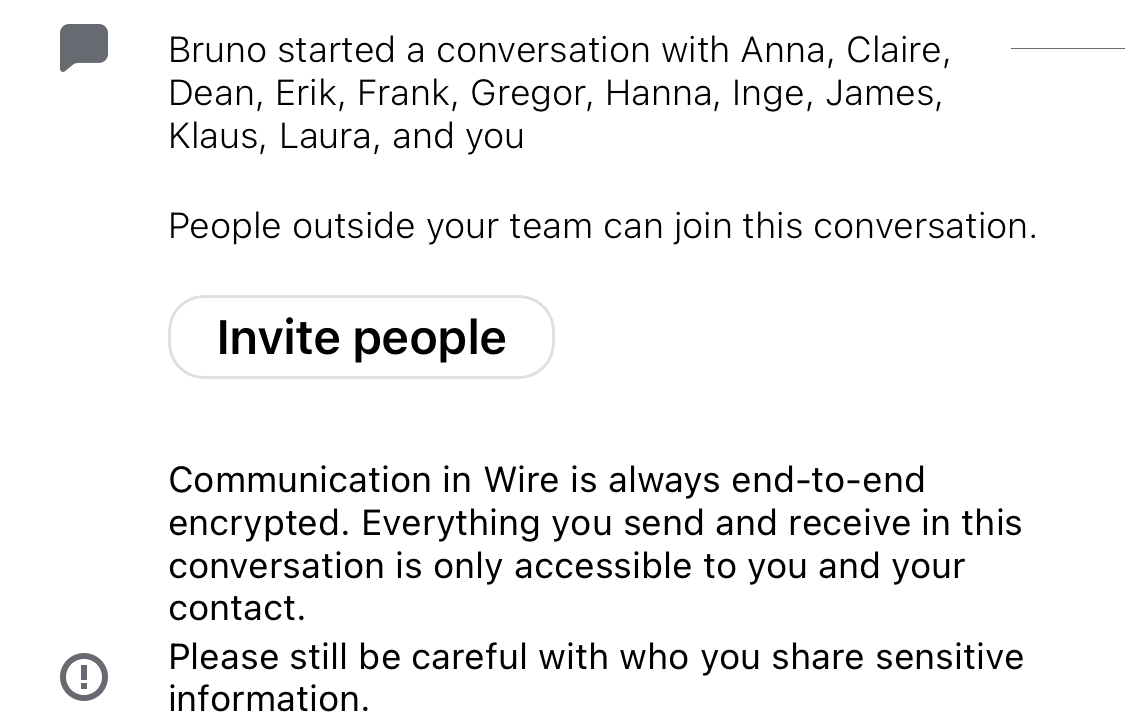 Bruno started a conversation with Anna, Claire,
Dean, Erik, Frank, Gregor, Hanna, Inge, James,
Klaus, Laura, and you
People outside your team can join this conversation.
Invite people
Communication in Wire is always end-to-end
encrypted. Everything you send and receive in this
conversation is only accessible to you and your
contact.
Please still be careful with who you share sensitive
information.